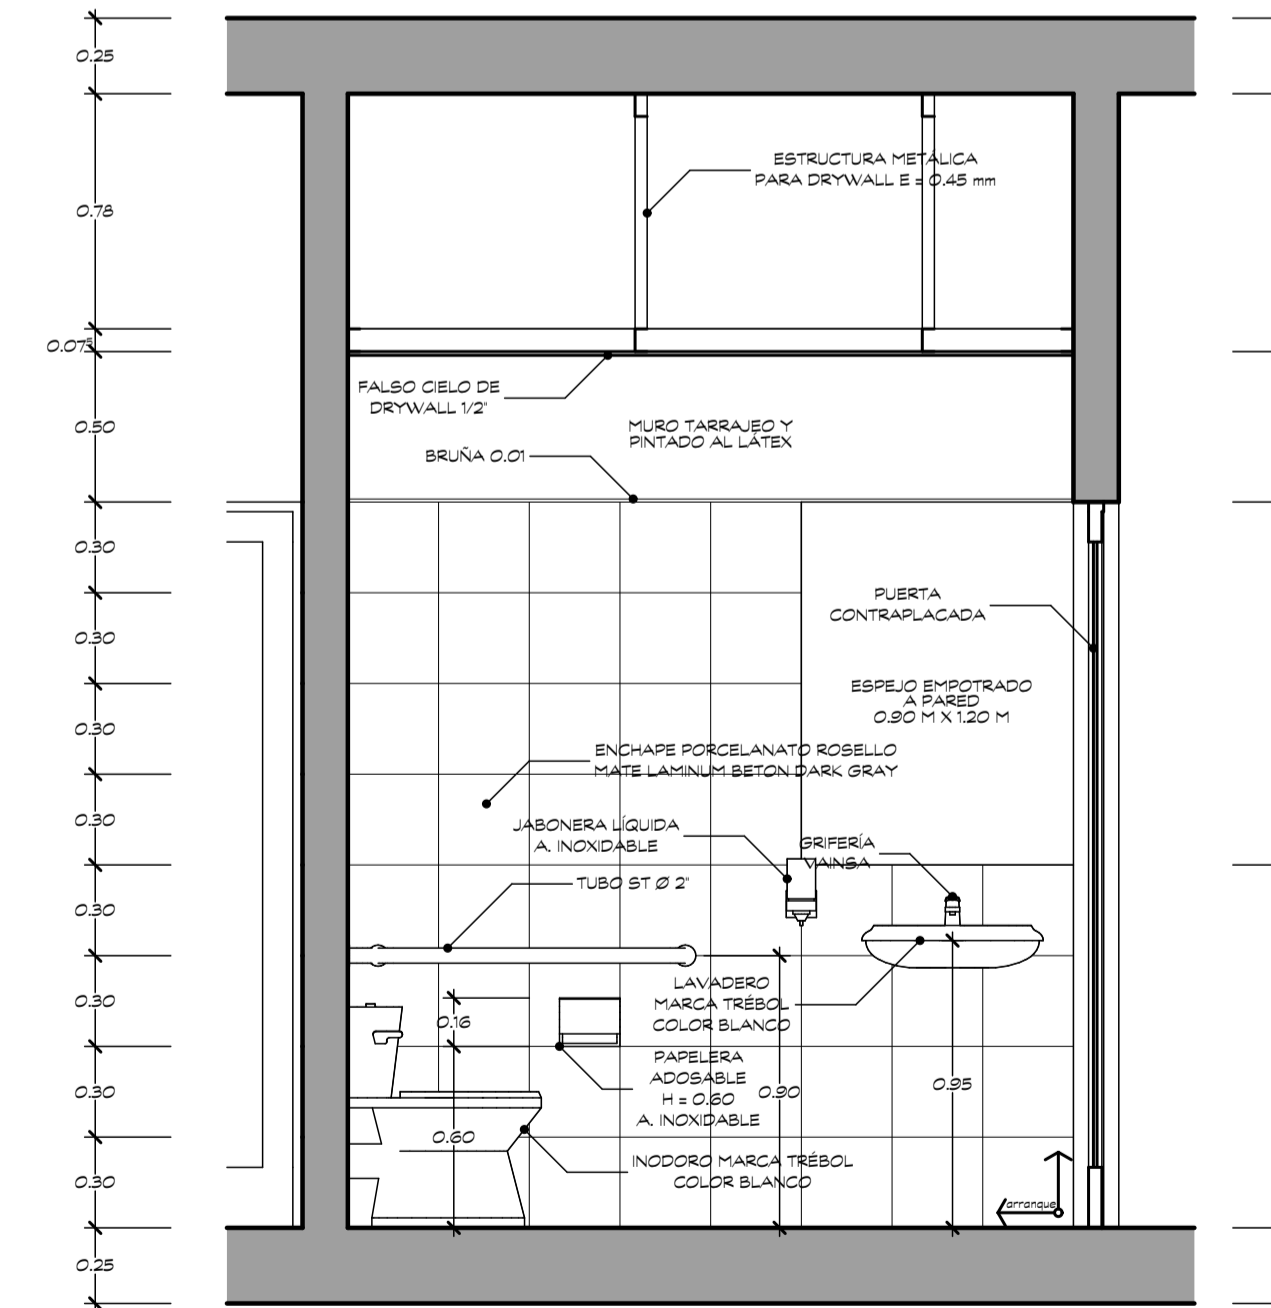 0.25
0.78
ESTRUCTURA METÁLICA
PARA DRYWALL E = 0.45 mm
0.07⁵
FALSO CIELO DE
DRYWALL 1/2"
0.50
MURO TARRAJEO Y
PINTADO AL LÁTEX
BRUÑA 0.01
0.30
PUERTA
CONTRAPLACADA
0.30
ESPEJO EMPOTRADO
A PARED
0.90 M X 1.20 M
0.30
ENCHAPE PORCELANATO ROSELLO
MATE LAMINUM BETON DARK GRAY
0.30
JABONERA LÍQUIDA
A. INOXIDABLE
GRIFERÍA
VAINSA
TUBO ST Ø 2"
0.30
LAVADERO
MARCA TRÉBOL
COLOR BLANCO
0.30
0.16
PAPELERA
ADOSABLE
H = 0.60
A. INOXIDABLE
0.30
0.90
0.95
0.60
INODORO MARCA TRÉBOL
COLOR BLANCO
0.30
arranque
0.25